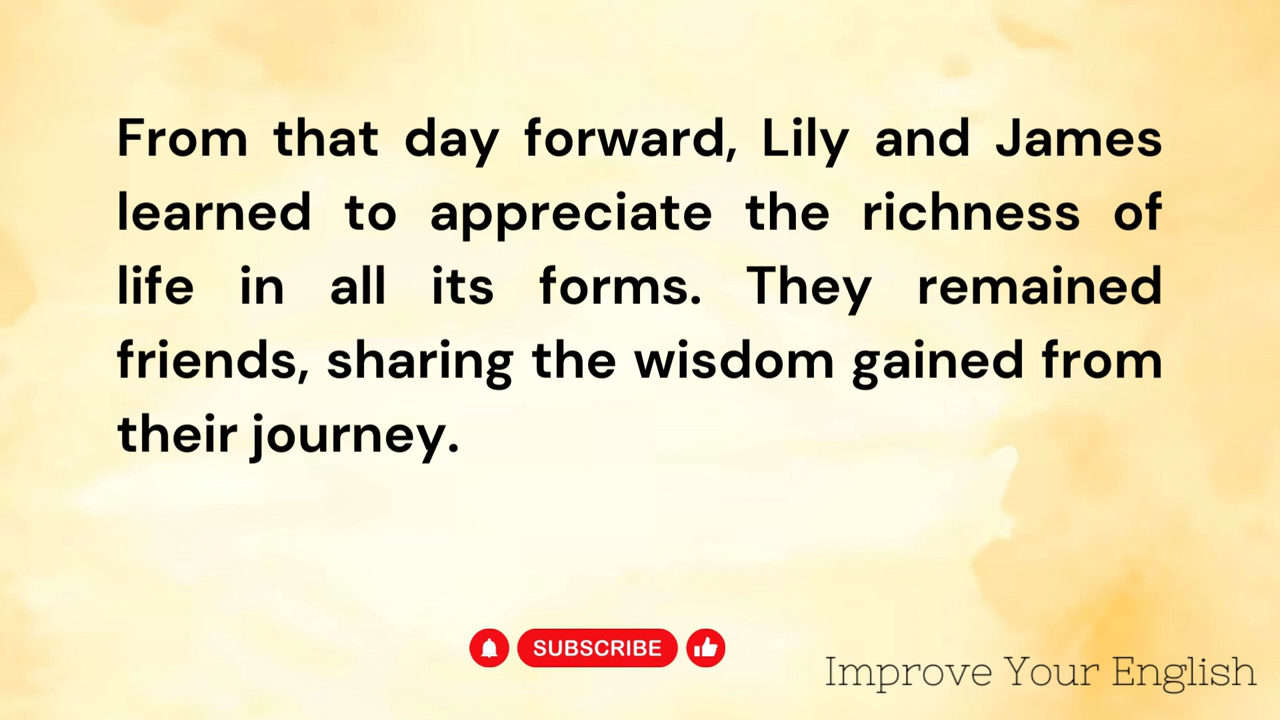 From that day forward, Lily and James
learned to appreciate the richness of
life in all its forms. They remained
friends, sharing the wisdom gained from
their journey.
SUBSCRIBE
Improve Your English